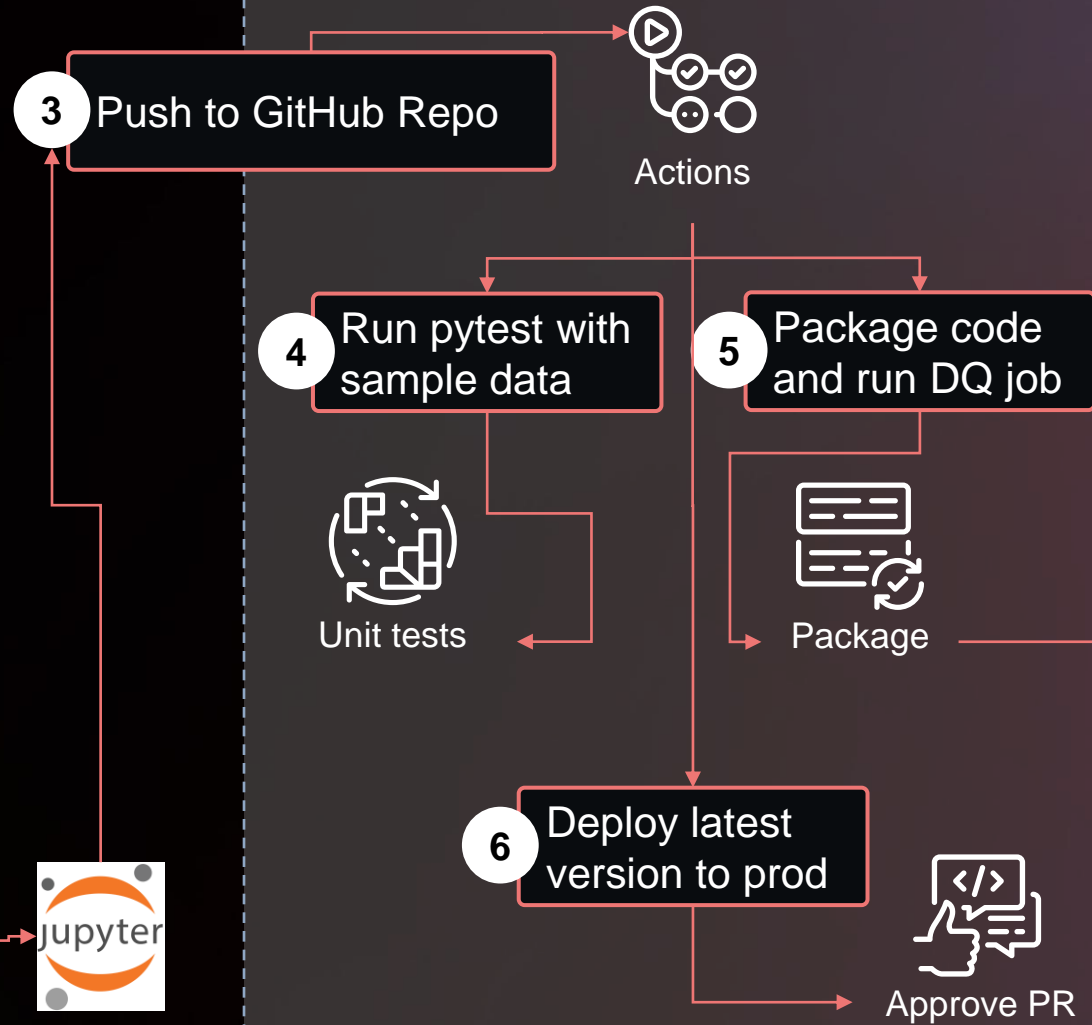 3
Push to GitHub Repo
Actions
4
Run pytest with
sample data
5
Package code
and run DQ job
Unit tests
Package
6
Deploy latest
version to prod
</>
jupyter
Approve PR